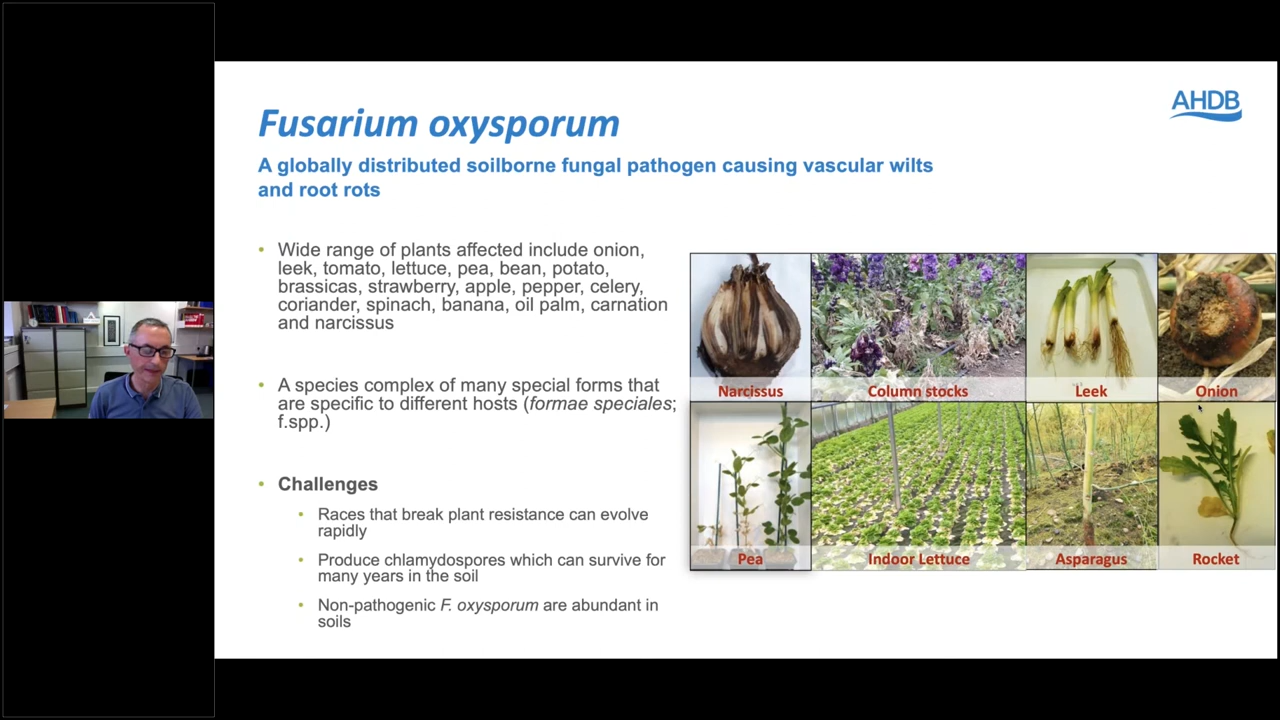 AHDB
Fusarium oxysporum
A globally distributed soilborne fungal pathogen causing vascular wilts
and root rots
• Wide range of plants affected include onion,
leek, tomato, lettuce, pea, bean, potato,
brassicas, strawberry, apple, pepper, celery,
coriander, spinach, banana, oil palm, carnation
and narcissus
• A species complex of many special forms that
are specific to different hosts (formae speciales;
f.spp.)
• Challenges
• Races that break plant resistance can evolve
rapidly
• Produce chlamydospores which can survive for
many years in the soil
• Non-pathogenic F. oxysporum are abundant in
soils
Narcissus
Column stocks
Leek
Onion
Pea
Indoor Lettuce
Asparagus
Rocket